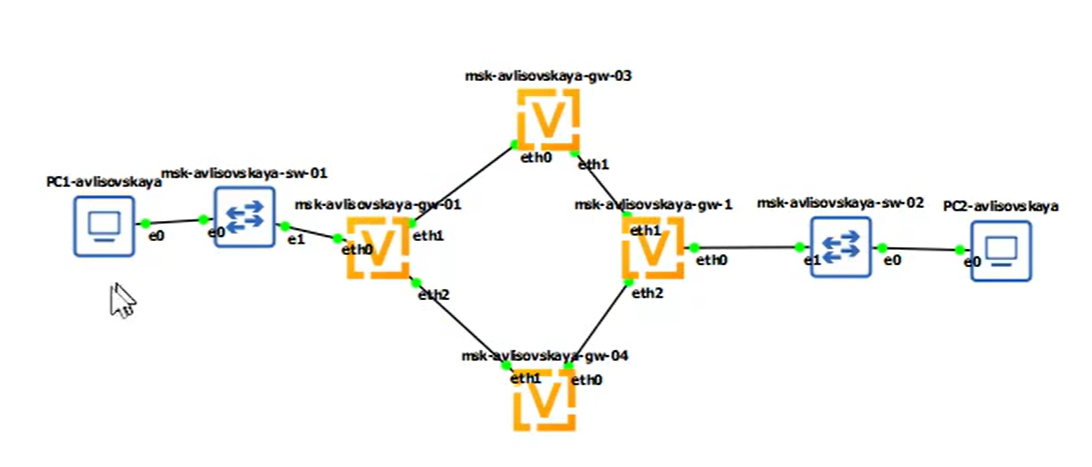 msk-avlisovskaya-gw-03
eth0
eth1
PC1-avlisovskaya
e0
msk-avlisovskaya-sw-01
e0
e1
msk-avlisovskaya-gw-01
eth0
eth1
eth2
msk-avlisovskaya-gw-1
eth1
eth0
eth2
msk-avlisovskaya-sw-02
e1
e0
PC2-avlisovskaya
e0
msk-avlisovskaya-gw-04
eth1
eth0